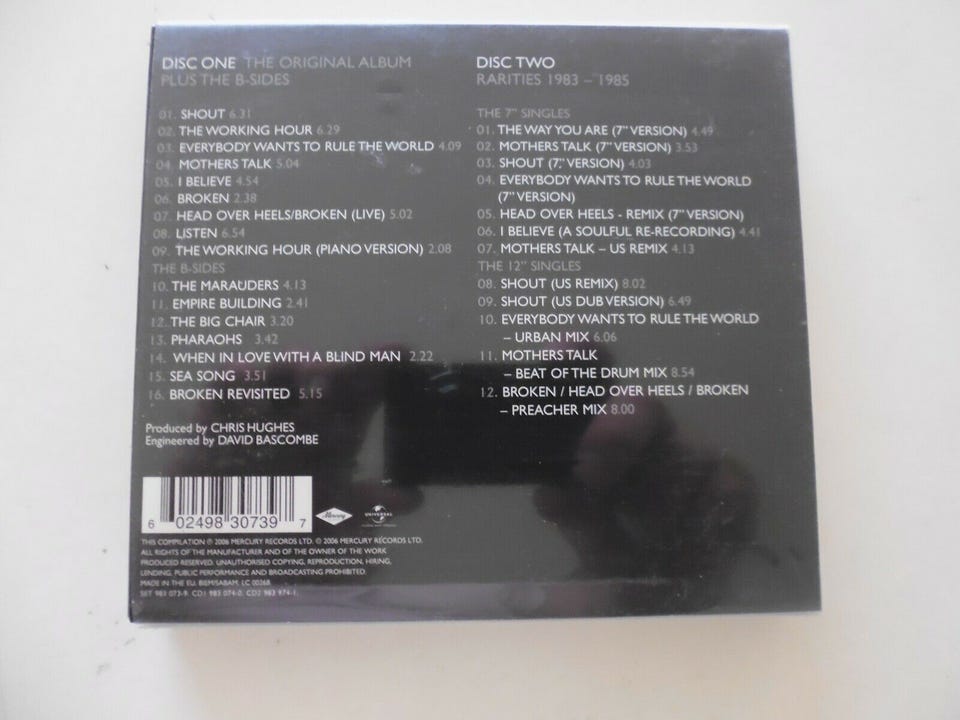 DISC ONE THE ORIGINAL ALBUM
PLUS THE B-SIDES
01. SHOUT 6.31
02. THE WORKING HOUR 6.29
03. EVERYBODY WANTS TO RULE THE WORLD 4.09
04. MOTHERS TALK 5.04
05. I BELIEVE 4.54
06. BROKEN 2.38
07. HEAD OVER HEELS/BROKEN (LIVE) 5.02
08. LISTEN 6.54
09. THE WORKING HOUR (PIANO VERSION) 2.08
THE B-SIDES
10. THE MARAUDERS 4.13
11. EMPIRE BUILDING 2.41
12. THE BIG CHAIR 3.20
13. PHARAOHS 3.42
14. WHEN IN LOVE WITH A BLIND MAN 2.22
15. SEA SONG 3.51
16. BROKEN REVISITED 5.15
Produced by CHRIS HUGHES
Engineered by DAVID BASCOMBE
DISC TWO
RARITIES 1983 – 1985
THE 7" SINGLES
01. THE WAY YOU ARE (7" VERSION) 4.49
02. MOTHERS TALK (7" VERSION) 3.53
03. SHOUT (7" VERSION) 4.03
04. EVERYBODY WANTS TO RULE THE WORLD
(7" VERSION)
05. HEAD OVER HEELS - REMIX (7" VERSION)
06. I BELIEVE (A SOULFUL RE-RECORDING) 4.41
07. MOTHERS TALK – US REMIX 4.13
THE 12" SINGLES
08. SHOUT (US REMIX) 8.02
09. SHOUT (US DUB VERSION) 6.49
10. EVERYBODY WANTS TO RULE THE WORLD
– URBAN MIX 6.06
11. MOTHERS TALK
– BEAT OF THE DRUM MIX 8.54
12. BROKEN / HEAD OVER HEELS / BROKEN
– PREACHER MIX 8.00
6 02498 30739 7
Mercury
UNIVERSAL
THIS COMPILATION ℗ 2006 MERCURY RECORDS LTD. © 2006 MERCURY RECORDS LTD.
ALL RIGHTS OF THE MANUFACTURER AND OF THE OWNER OF THE WORK
PRODUCED RESERVED. UNAUTHORISED COPYING, REPRODUCTION, HIRING,
LENDING, PUBLIC PERFORMANCE AND BROADCASTING PROHIBITED.
MADE IN THE EU. BIEM/SABAM. LC 00268
SET 983 073-9. CD1 983 074-0. CD2 983 974-1.